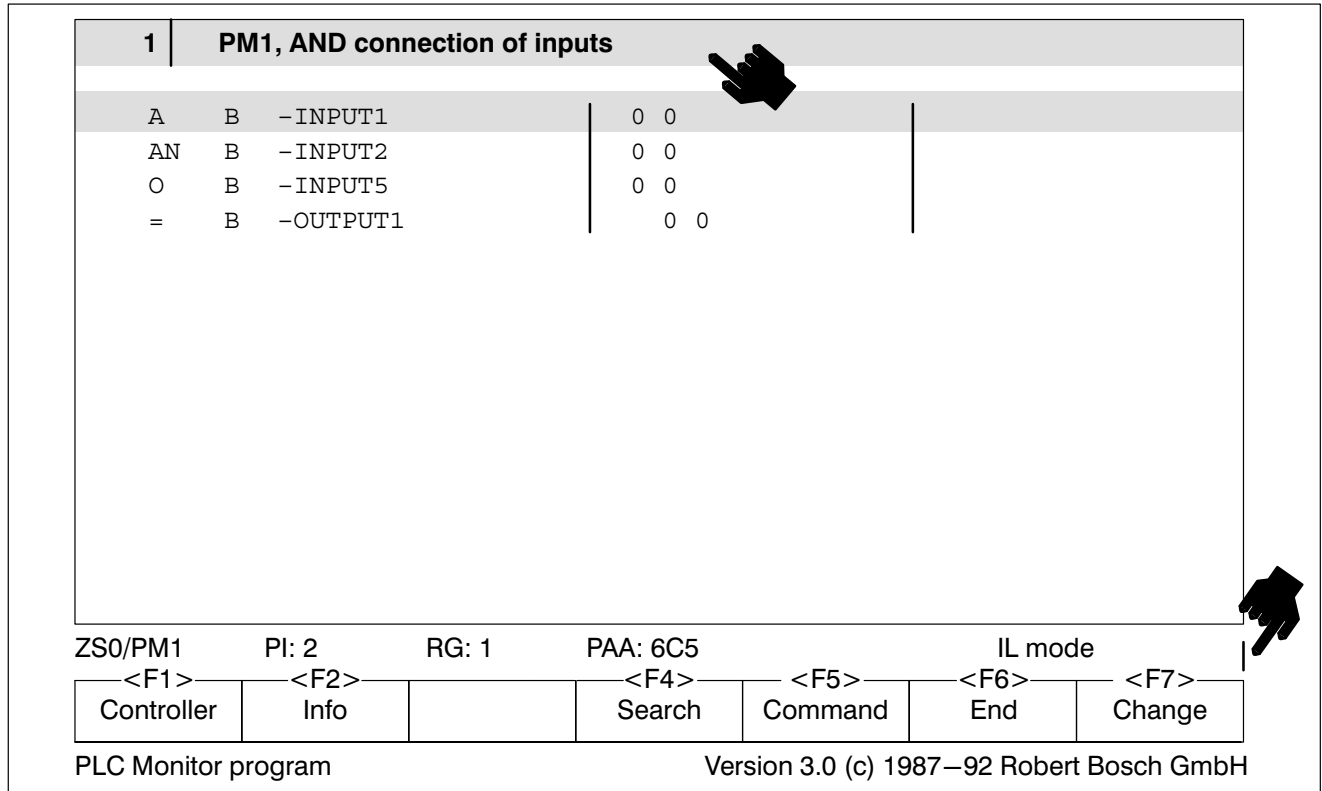 1 PM1, AND connection of inputs
A B –INPUT1 0 0
AN B –INPUT2 0 0
O B –INPUT5 0 0
= B –OUTPUT1 0 0
ZS0/PM1 PI: 2 RG: 1 PAA: 6C5 IL mode
<F1> <F2> <F4> <F5> <F6> <F7>
Controller Info Search Command End Change
PLC Monitor program Version 3.0 (c) 1987–92 Robert Bosch GmbH